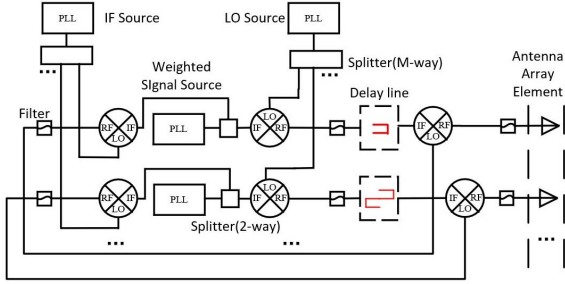 PLL
IF Source
LO Source
PLL
Splitter(M-way)
...
...
Weighted
SIgnal Source
Delay line
Antenna
Array
Element
Filter
RF
IF
LO
PLL
LO
IF
RF
IF
RF
LO
...
RF
IF
LO
PLL
LO
IF
RF
IF
RF
LO
Splitter(2-way)
...
...
...